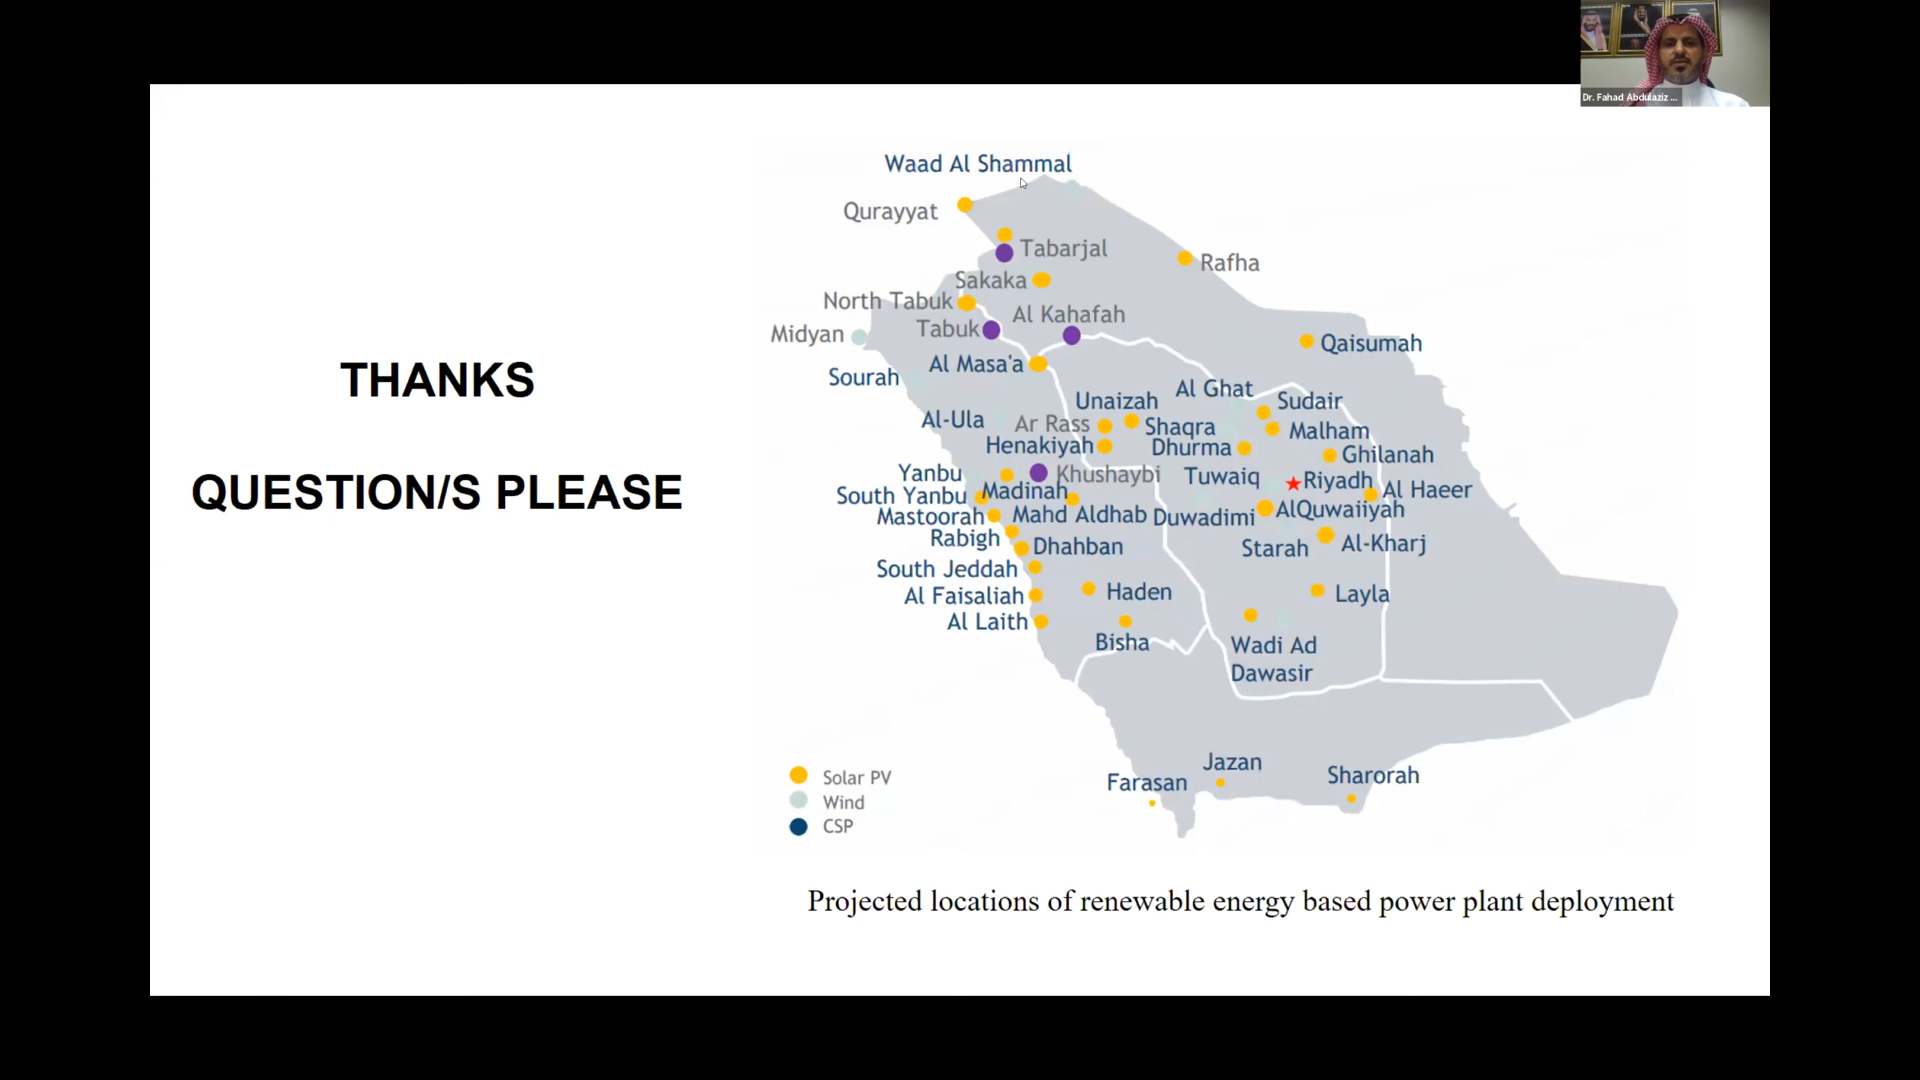 Dr. Fahad Abdulaziz ...
THANKS
QUESTION/S PLEASE
Waad Al Shammal
Qurayyat
Tabarjal
Rafha
Sakaka
North Tabuk
Al Kahafah
Midyan
Tabuk
Qaisumah
Al Masa'a
Sourah
Al Ghat
Unaizah
Sudair
Al-Ula
Ar Rass
Shaqra
Malham
Henakiyah
Dhurma
Ghilanah
Yanbu
Khushaybi
Tuwaiq
Riyadh
South Yanbu
Madinah
Al Haeer
Mastoorah
Mahd Aldhab
Duwadimi
AlQuwaiiyah
Rabigh
Dhahban
Starah
Al-Kharj
South Jeddah
Al Faisaliah
Haden
Layla
Al Laith
Bisha
Wadi Ad
Dawasir
Jazan
Farasan
Sharorah
Solar PV
Wind
CSP
Projected locations of renewable energy based power plant deployment